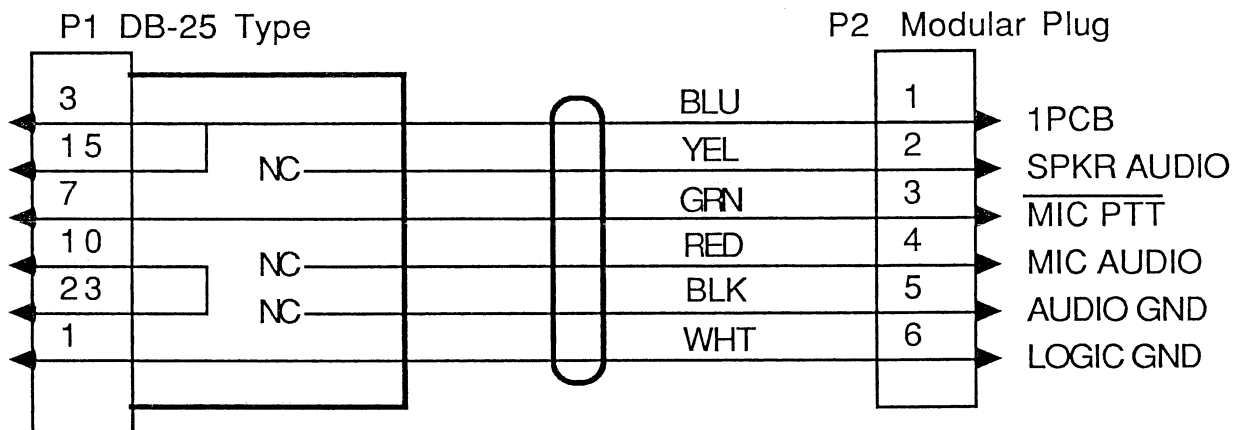 P1 DB-25 Type
P2 Modular Plug
3
BLU
1
1PCB
15
NC
YEL
2
SPKR AUDIO
7
GRN
3
MIC PTT
10
NC
RED
4
MIC AUDIO
23
NC
BLK
5
AUDIO GND
1
WHT
6
LOGIC GND